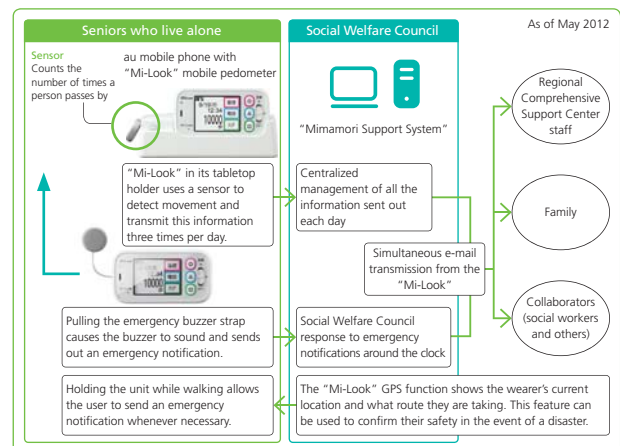 Seniors who live alone
Social Welfare Council
As of May 2012
Sensor
Counts the
number of times a
person passes by
au mobile phone with
"Mi-Look" mobile pedometer
"Mimamori Support System"
Regional
Comprehensive
Support Center
staff
"Mi-Look" in its tabletop
holder uses a sensor to
detect movement and
transmit this information
three times per day.
Centralized
management of all the
information sent out
each day
Family
Simultaneous e-mail
transmission from the
"Mi-Look"
Collaborators
(social workers
and others)
Pulling the emergency buzzer strap
causes the buzzer to sound and sends
out an emergency notification.
Social Welfare Council
response to emergency
notifications around the clock
Holding the unit while walking allows
the user to send an emergency
notification whenever necessary.
The "Mi-Look" GPS function shows the wearer's current
location and what route they are taking. This feature can
be used to confirm their safety in the event of a disaster.